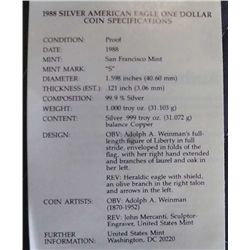 1988 SILVER AMERICAN EAGLE ONE DOLLAR
COIN SPECIFICATIONS
CONDITION: Proof
DATE: 1988
MINT: San Francisco Mint
MINT MARK: "S"
DIAMETER: 1.598 inches (40.60 mm)
THICKNESS (EST.) .121 inch (3.06 mm)
COMPOSITION: 99.9 % Silver
WEIGHT: 1.000 troy oz. (31.103 g)
CONTENT: Silver .999 troy oz. (31.072 g)
balance Copper
DESIGN: OBV: Adolph A. Weinman's full-
length figure of Liberty in full
stride, enveloped in folds of the
flag, with her right hand extended
and branches of laurel and oak in
her left.
REV: Heraldic eagle with shield,
an olive branch in the right talon
and arrows in the left.
COIN ARTISTS: OBV: Adolph A. Weinman
(1870-1952)
REV: John Mercanti, Sculptor-
Engraver, United States Mint
FURTHER United States Mint
INFORMATION: Washington, DC 20220